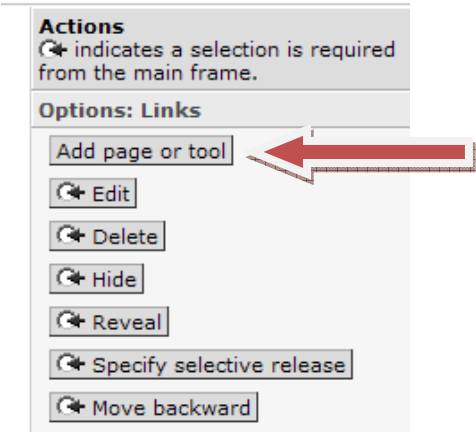 Actions
indicates a selection is required
from the main frame.
Options: Links
Add page or tool
Edit
Delete
Hide
Reveal
Specify selective release
Move backward